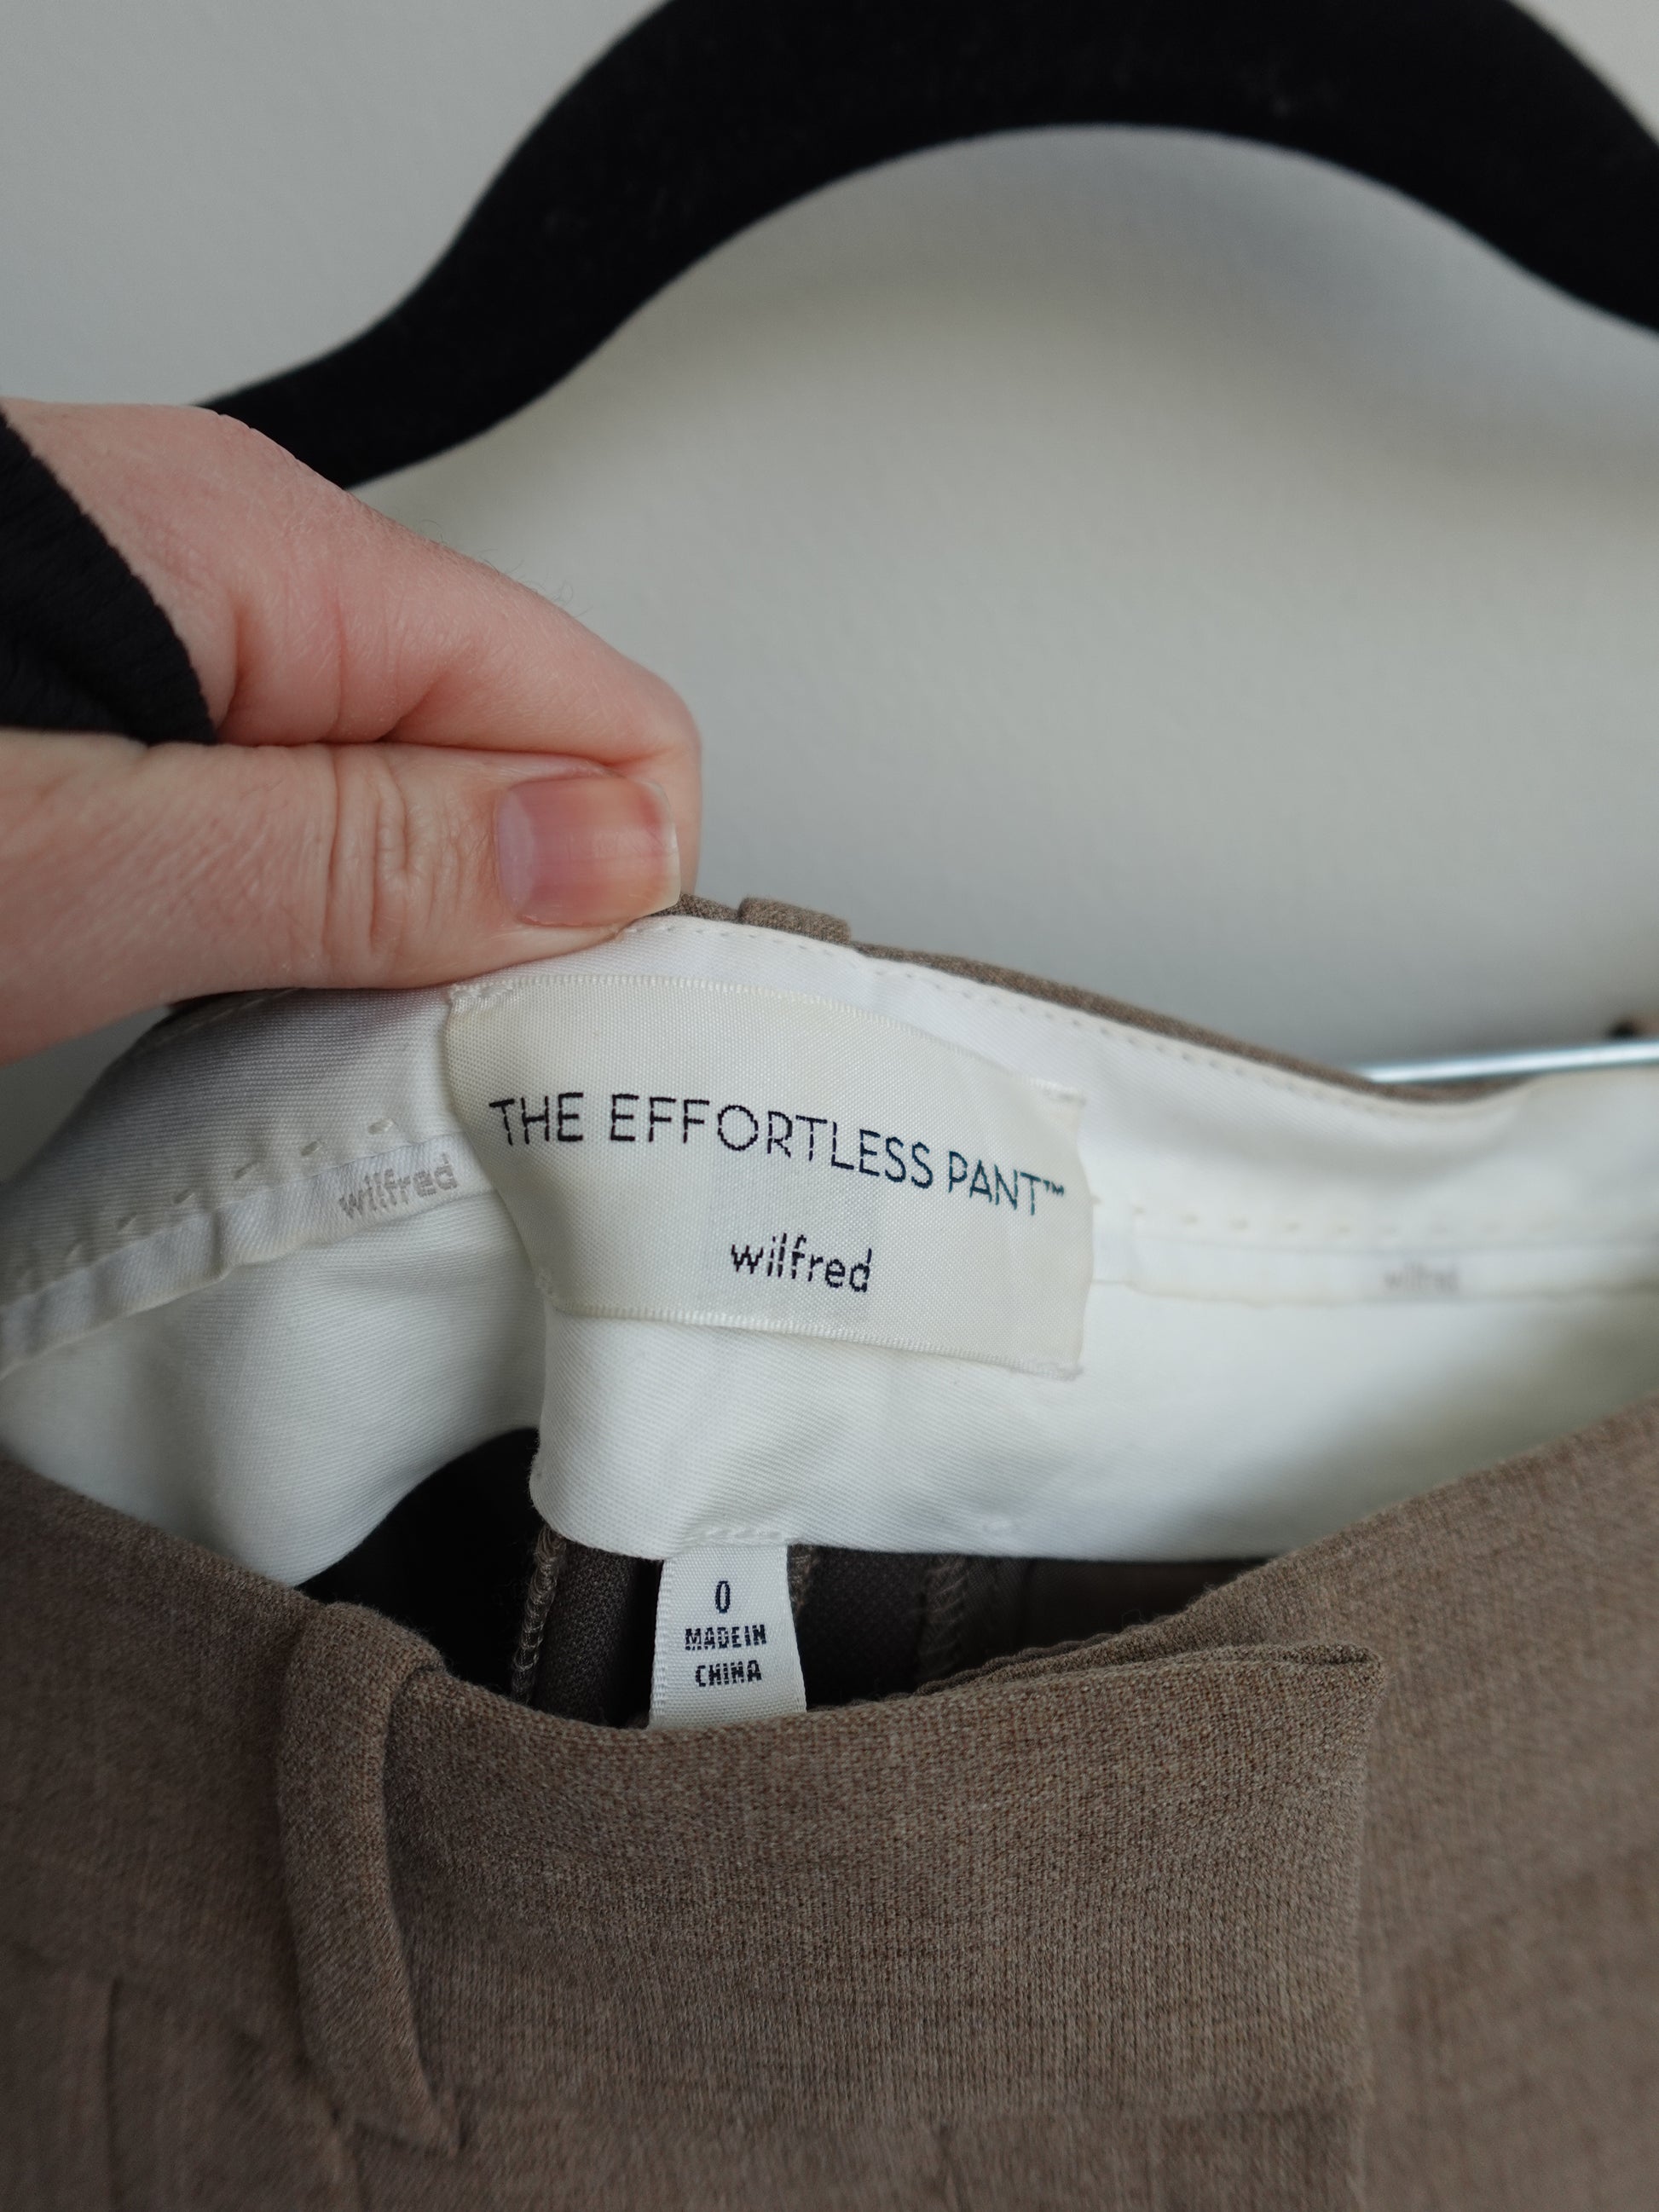 THE EFFORTLESS PANT™
wilfred
wilfred
wilfred
0
MADE IN
CHINA